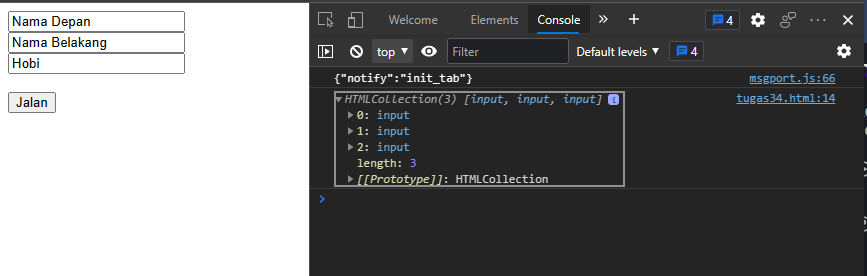 Nama Depan
Nama Belakang
Hobi
Jalan
Welcome Elements Console » + 4 ··· ×
top ▼ Filter Default levels ▼ 4
{"notify":"init_tab"} msgport.js:66
▼HTMLCollection(3) [input, input, input] i tugas34.html:14
▶0: input
▶1: input
▶2: input
length: 3
▶[[Prototype]]: HTMLCollection
>